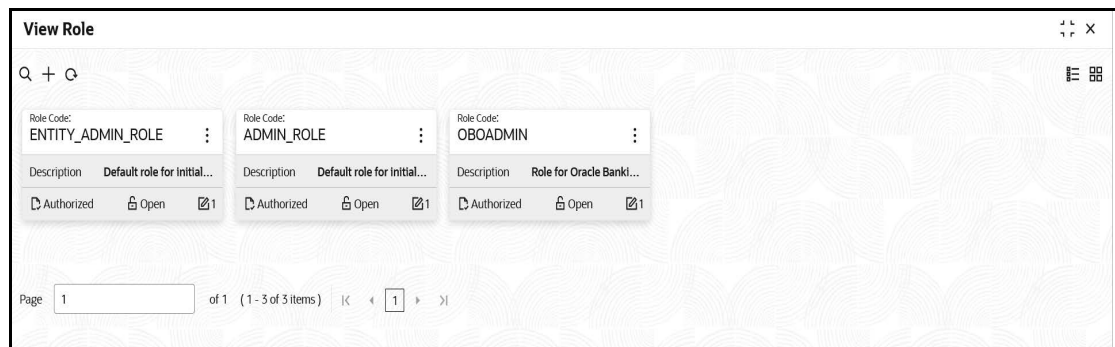 View Role
Role Code:
ENTITY_ADMIN_ROLE
Description Default role for initial...
Authorized Open 1
Role Code:
ADMIN_ROLE
Description Default role for initial...
Authorized Open 1
Role Code:
OBOADMIN
Description Role for Oracle Banki...
Authorized Open 1
Page 1 of 1 (1 - 3 of 3 items) 1